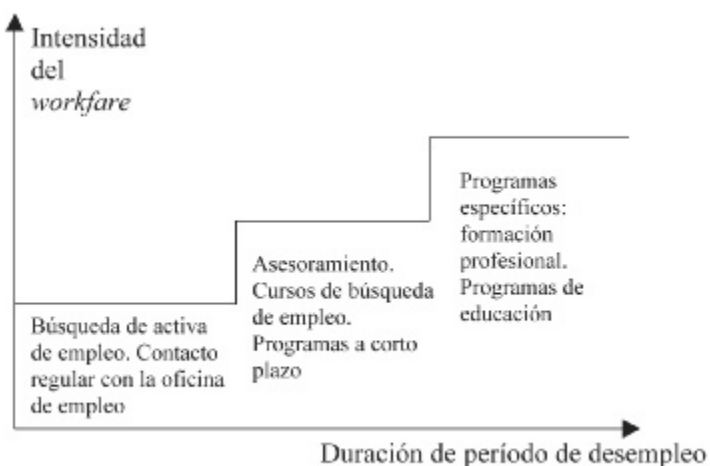 Intensidad
del
workfare
Programas
específicos:
formación
profesional.
Programas de
educación
Asesoramiento.
Cursos de búsqueda
de empleo.
Programas a corto
plazo
Búsqueda de activa
de empleo. Contacto
regular con la oficina
de empleo
Duración de período de desempleo